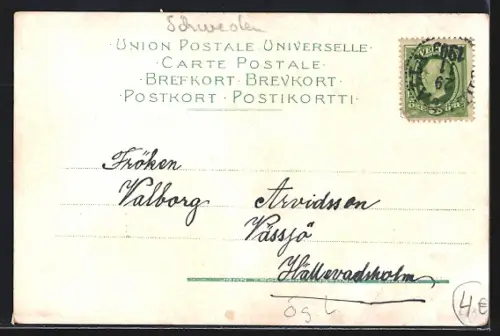 Schweden
UNION POSTALE UNIVERSELLE
CARTE POSTALE
BREFKORT · BREVKORT
POSTKORT · POSTIKORTTI
Fröken
Valborg Arvidsson
Vässjö
Hällevadsholm
4€